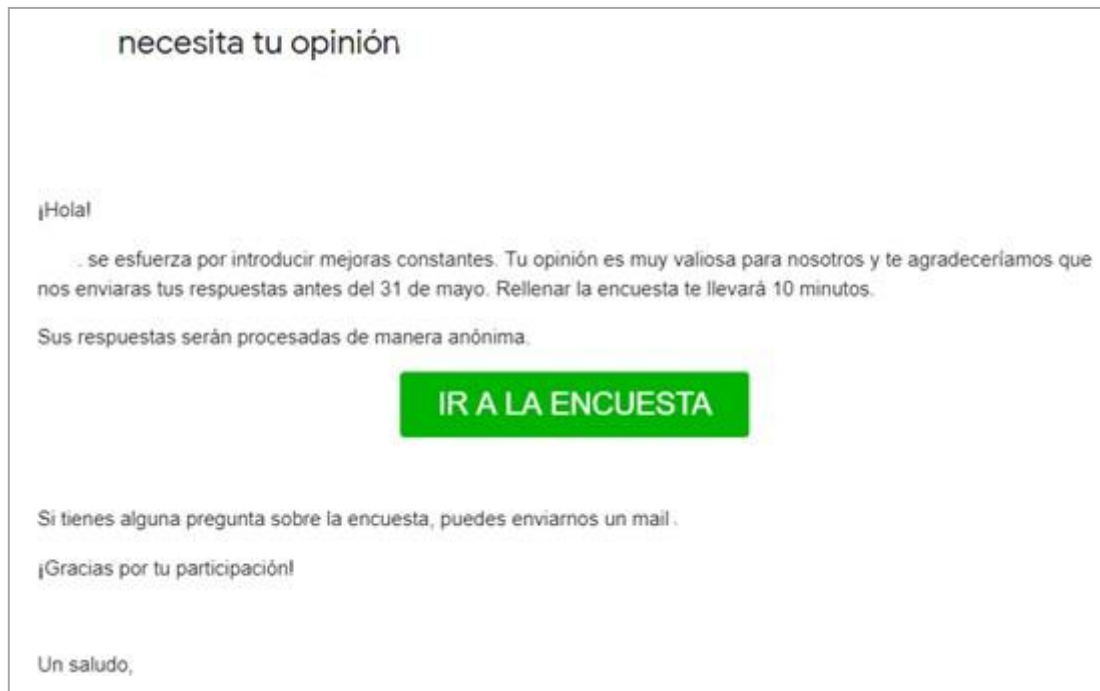 necesita tu opinión
¡Hola!
. se esfuerza por introducir mejoras constantes. Tu opinión es muy valiosa para nosotros y te agradeceríamos que
nos enviaras tus respuestas antes del 31 de mayo. Rellenar la encuesta te llevará 10 minutos.
Sus respuestas serán procesadas de manera anónima.
IR A LA ENCUESTA
Si tienes alguna pregunta sobre la encuesta, puedes enviarnos un mail .
¡Gracias por tu participación!
Un saludo,